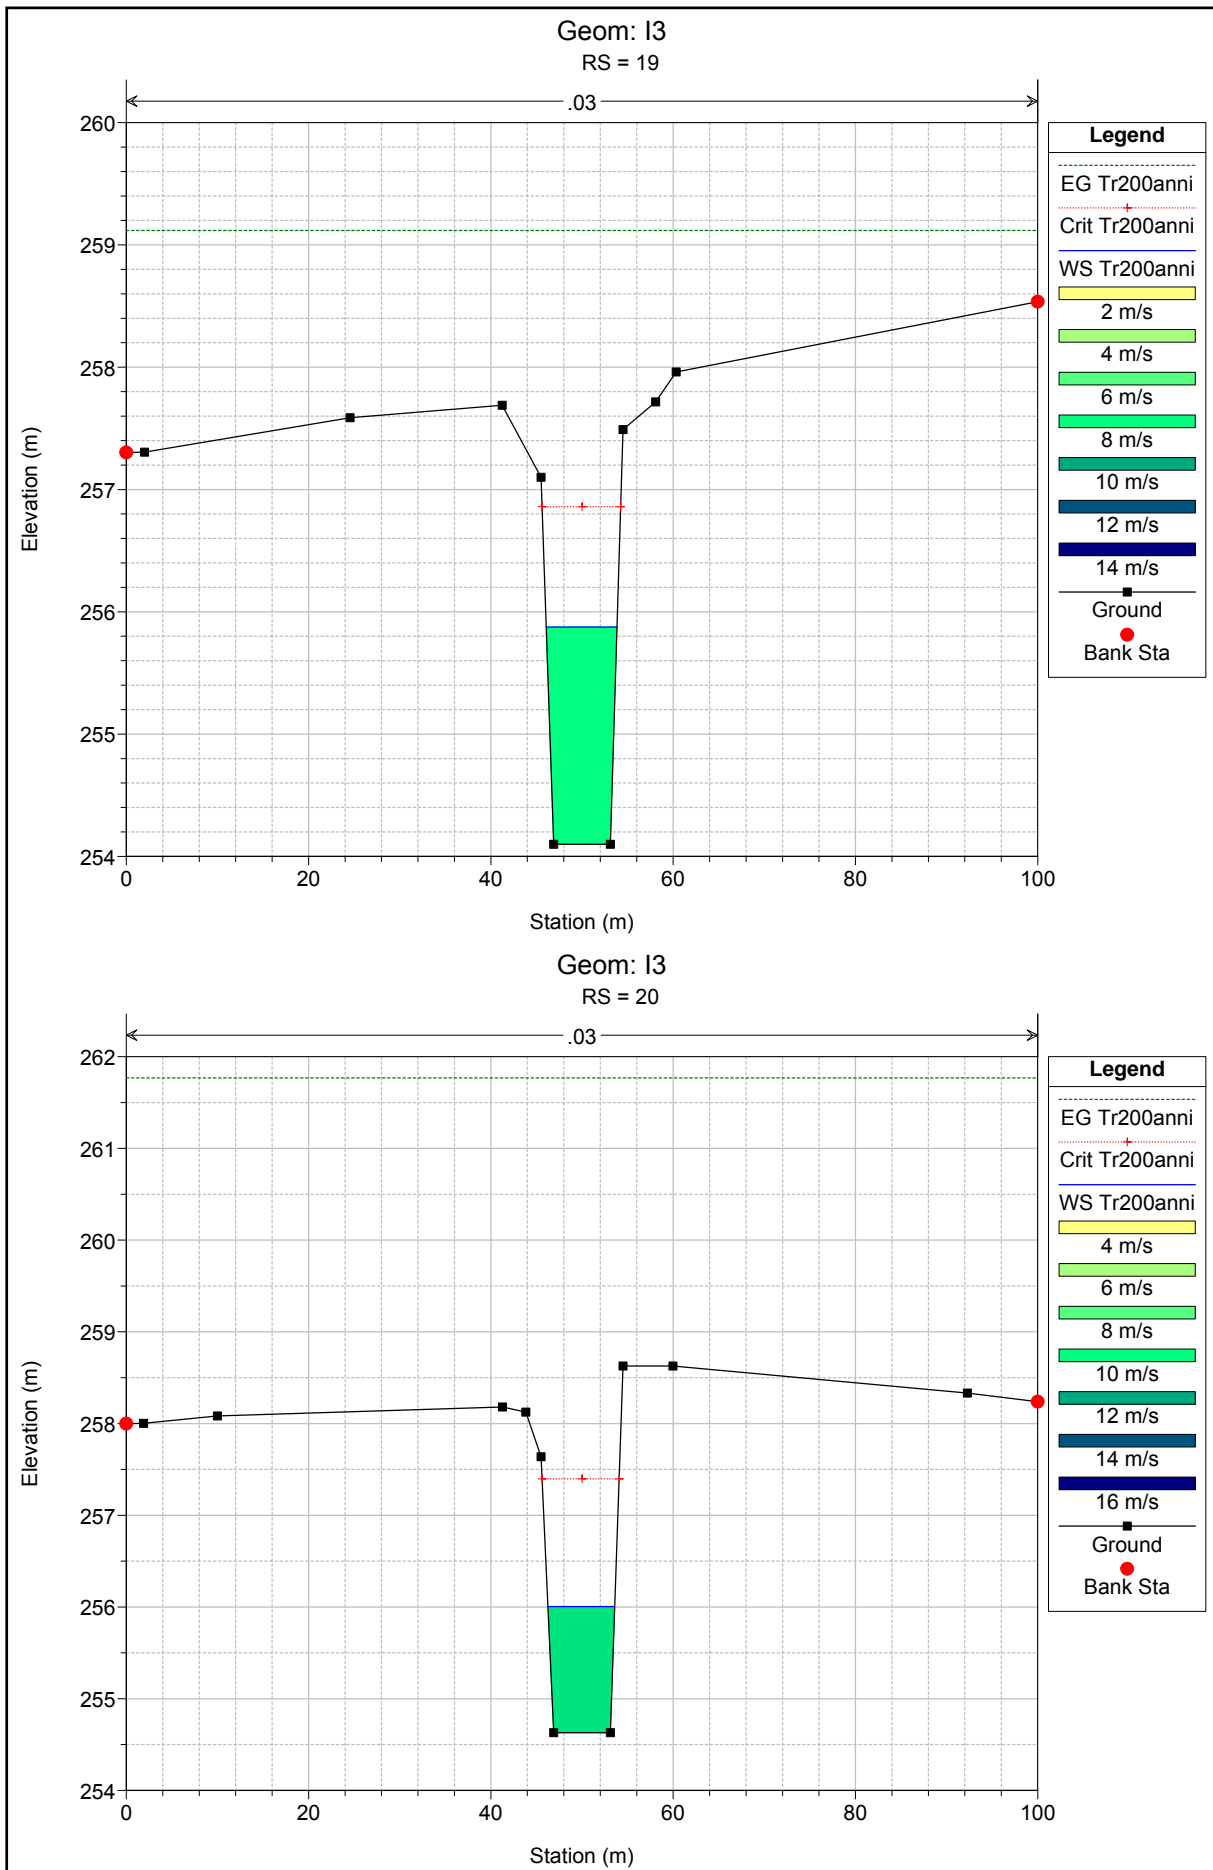 Geom: I3
RS = 19
.03
260
259
258
257
256
255
254
Elevation (m)
0
20
40
60
80
100
Station (m)
Legend
EG Tr200anni
Crit Tr200anni
WS Tr200anni
2 m/s
4 m/s
6 m/s
8 m/s
10 m/s
12 m/s
14 m/s
Ground
Bank Sta
Geom: I3
RS = 20
.03
262
261
260
259
258
257
256
255
254
Elevation (m)
0
20
40
60
80
100
Station (m)
Legend
EG Tr200anni
Crit Tr200anni
WS Tr200anni
4 m/s
6 m/s
8 m/s
10 m/s
12 m/s
14 m/s
16 m/s
Ground
Bank Sta